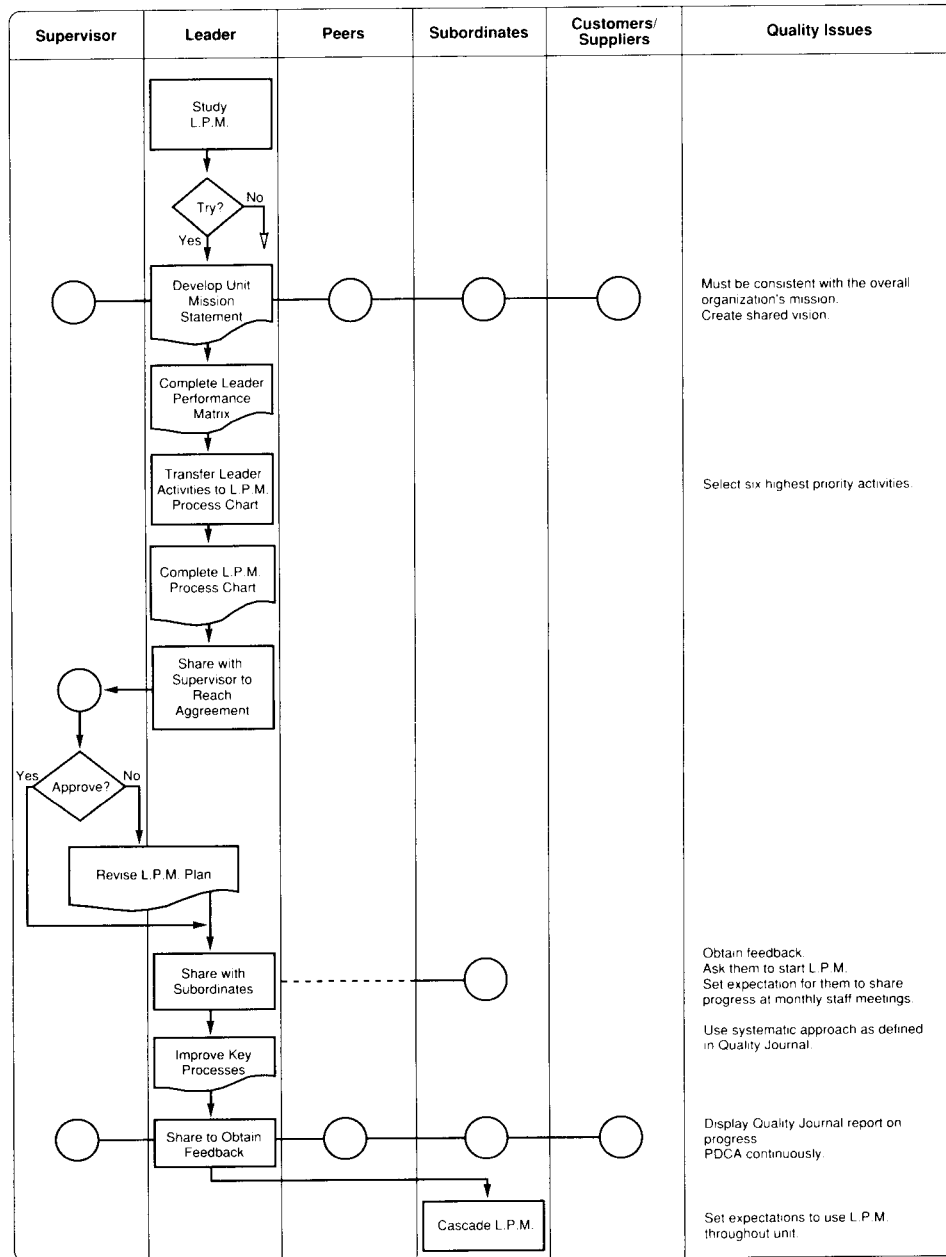 Supervisor
Leader
Peers
Subordinates
Customers/
Suppliers
Quality Issues
Study
L.P.M.
Try?
No
Yes
Develop Unit
Mission
Statement
Must be consistent with the overall
organization's mission.
Create shared vision.
Complete Leader
Performance
Matrix
Transfer Leader
Activities to L.P.M.
Process Chart
Select six highest priority activities.
Complete L.P.M.
Process Chart
Share with
Supervisor to
Reach
Aggreement
Yes
Approve?
No
Revise L.P.M. Plan
Share with
Subordinates
Obtain feedback.
Ask them to start L.P.M.
Set expectation for them to share
progress at monthly staff meetings.
Use systematic approach as defined
in Quality Journal.
Improve Key
Processes
Share to Obtain
Feedback
Display Quality Journal report on
progress
PDCA continuously.
Cascade L.P.M.
Set expectations to use L.P.M.
throughout unit.